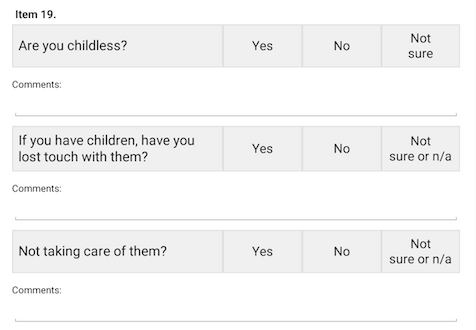 Item 19.
Are you childless? Yes No Not
sure
Comments:
If you have children, have you
lost touch with them? Yes No Not
sure or n/a
Comments:
Not taking care of them? Yes No Not
sure or n/a
Comments: